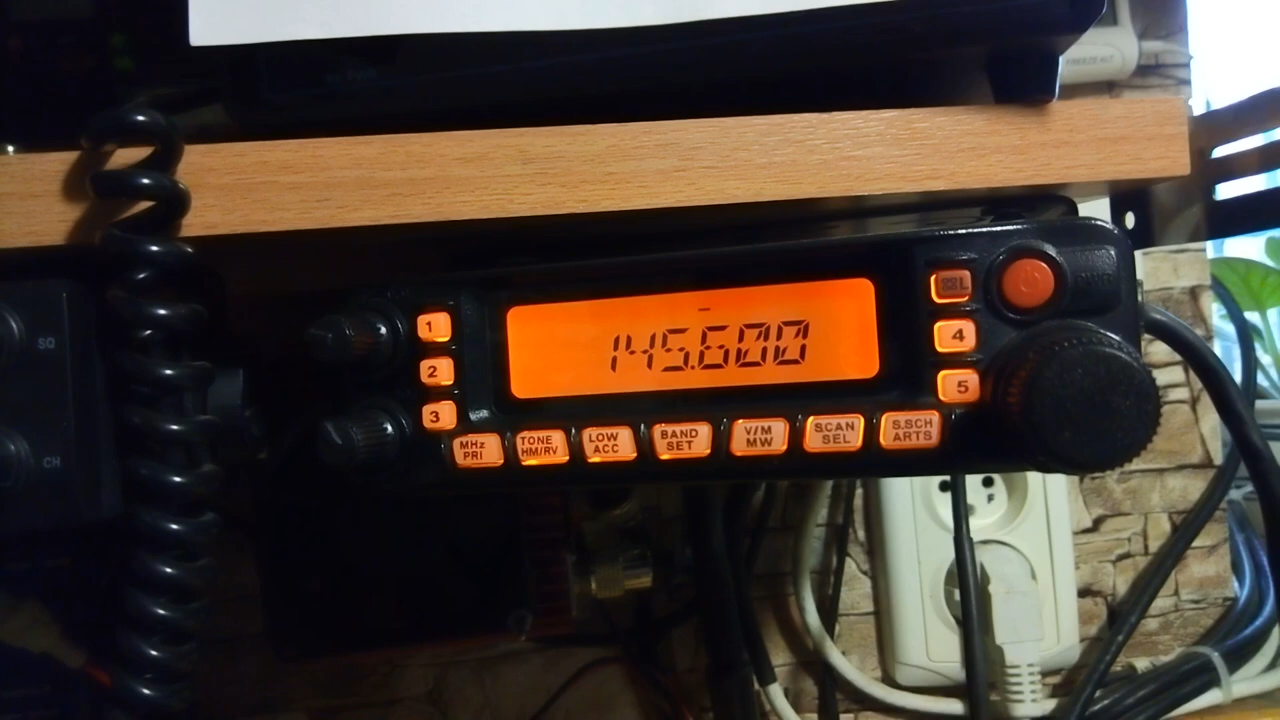 SQ
CH
1
2
3
-
145.600
L
4
5
MHz
PRI
TONE
HM/RV
LOW
ACC
BAND
SET
V/M
MW
SCAN
SEL
S.SCH
ARTS